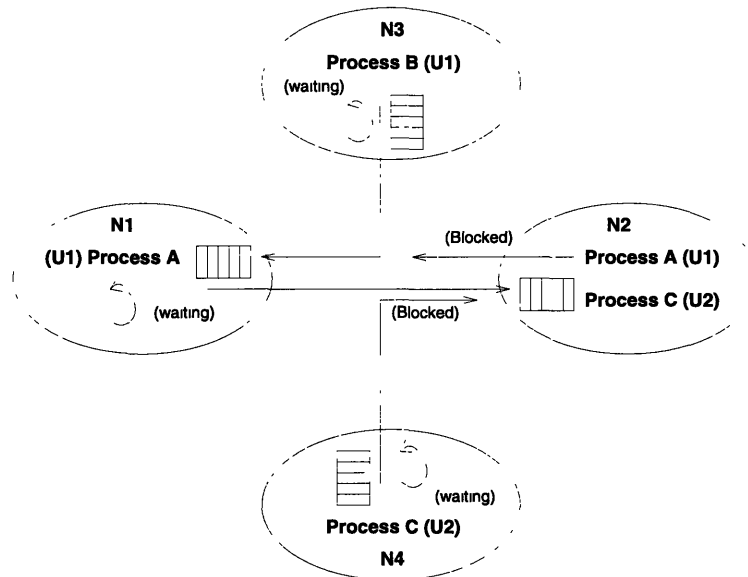 N3
Process B (U1)
(waiting)
N1
(U1) Process A
(waiting)
N2
(Blocked)
Process A (U1)
Process C (U2)
(Blocked)
(waiting)
Process C (U2)
N4